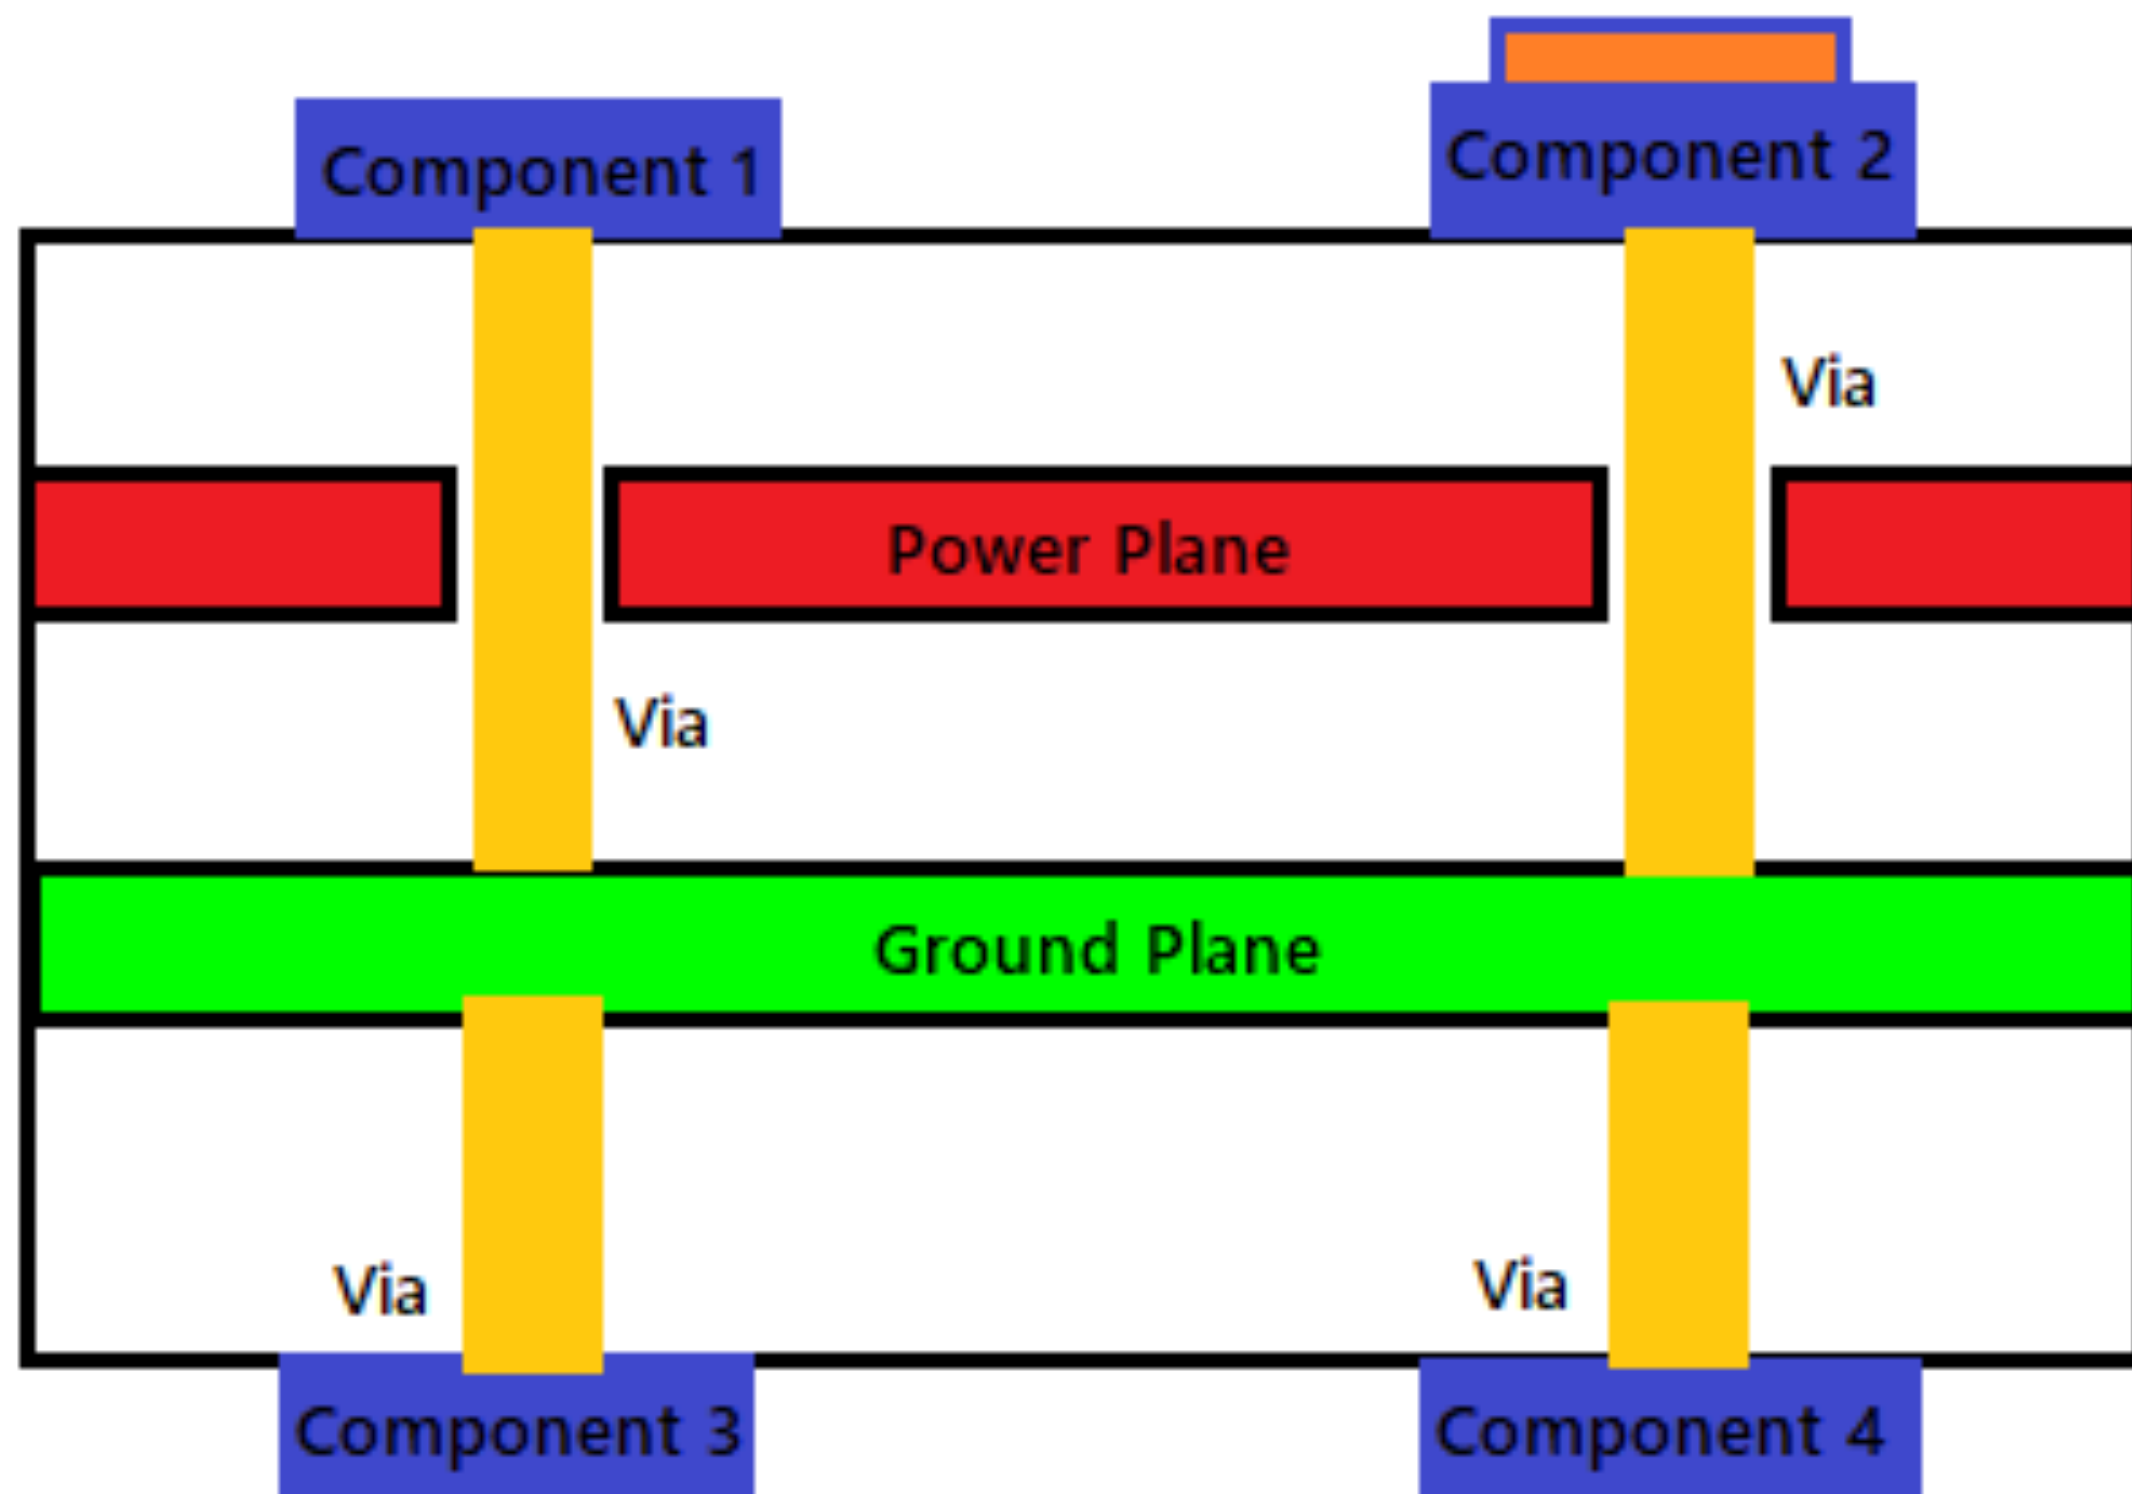 Component 1
Component 2
Via
Power Plane
Via
Ground Plane
Via
Via
Component 3
Component 4